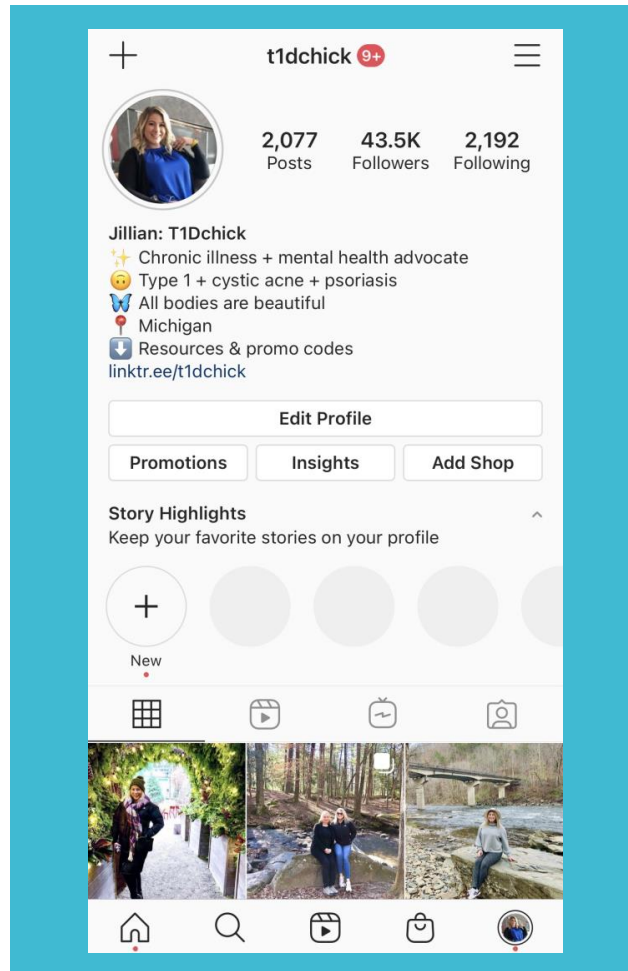 t1dchick 9+
2,077 43.5K 2,192
Posts Followers Following
Jillian: T1Dchick
✨ Chronic illness + mental health advocate
🙃 Type 1 + cystic acne + psoriasis
🦋 All bodies are beautiful
📍 Michigan
⬇️ Resources & promo codes
linktr.ee/t1dchick
Edit Profile
Promotions Insights Add Shop
Story Highlights
Keep your favorite stories on your profile
New